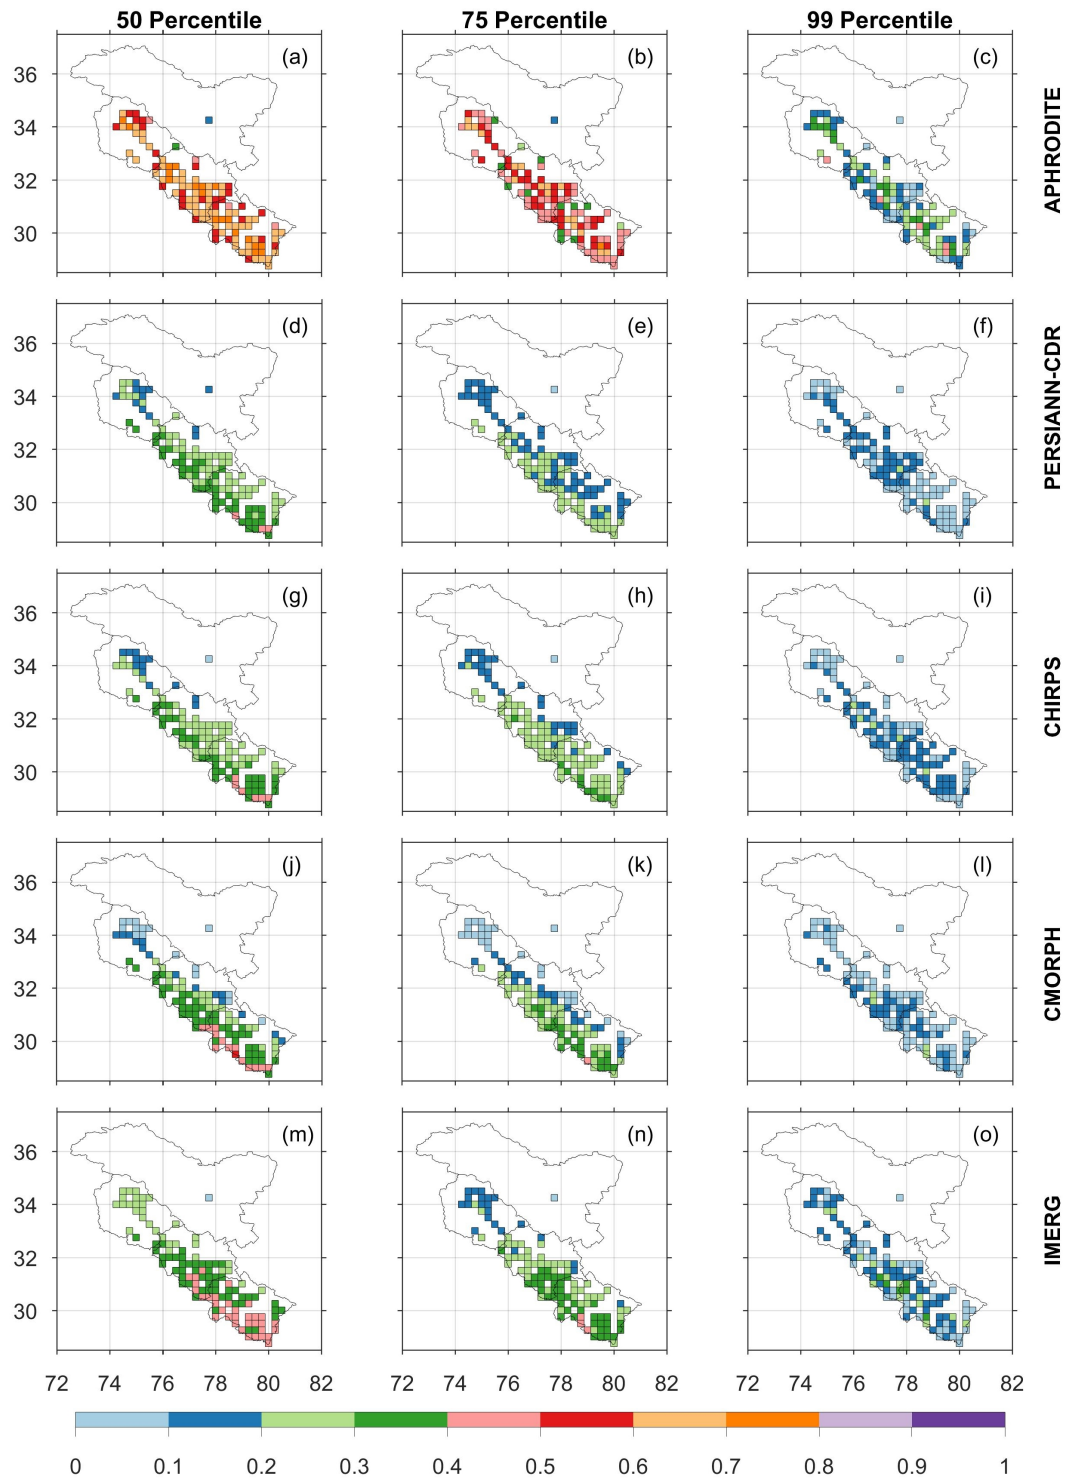 50 Percentile 75 Percentile 99 Percentile
(a) (b) (c)
36
34
32
30
APHRODITE
(d) (e) (f)
36
34
32
30
PERSIANN-CDR
(g) (h) (i)
36
34
32
30
CHIRPS
(j) (k) (l)
36
34
32
30
CMORPH
(m) (n) (o)
36
34
32
30
IMERG
72 74 76 78 80 82 72 74 76 78 80 82 72 74 76 78 80 82
0 0.1 0.2 0.3 0.4 0.5 0.6 0.7 0.8 0.9 1